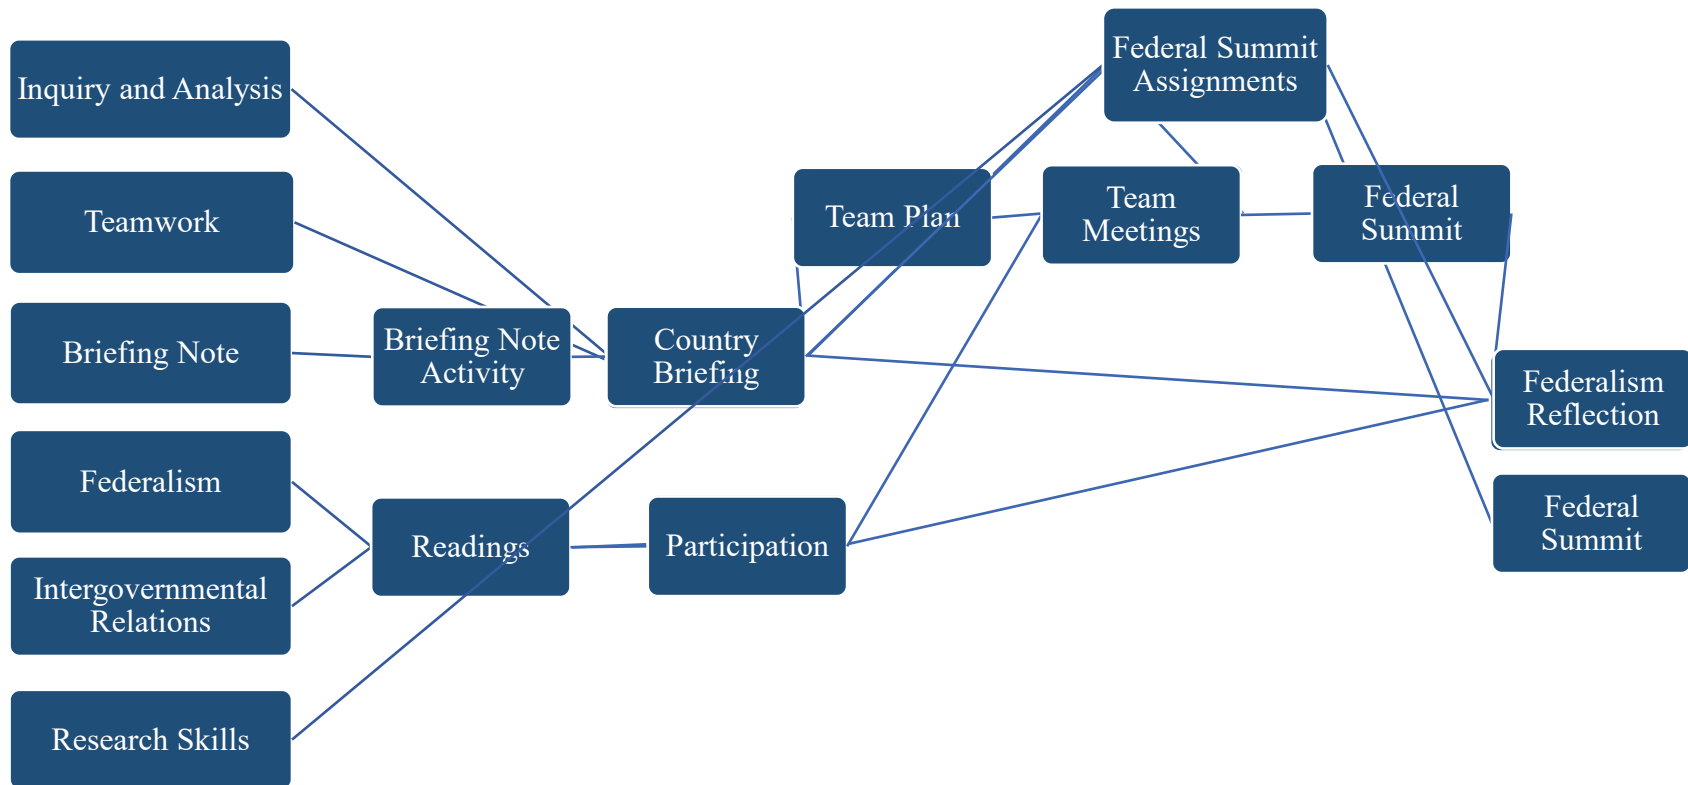 Federal Summit
Assignments
Inquiry and Analysis
Teamwork
Team Plan
Team
Meetings
Federal
Summit
Briefing Note
Briefing Note
Activity
Country
Briefing
Federalism
Reflection
Federalism
Readings
Participation
Federal
Summit
Intergovernmental
Relations
Research Skills